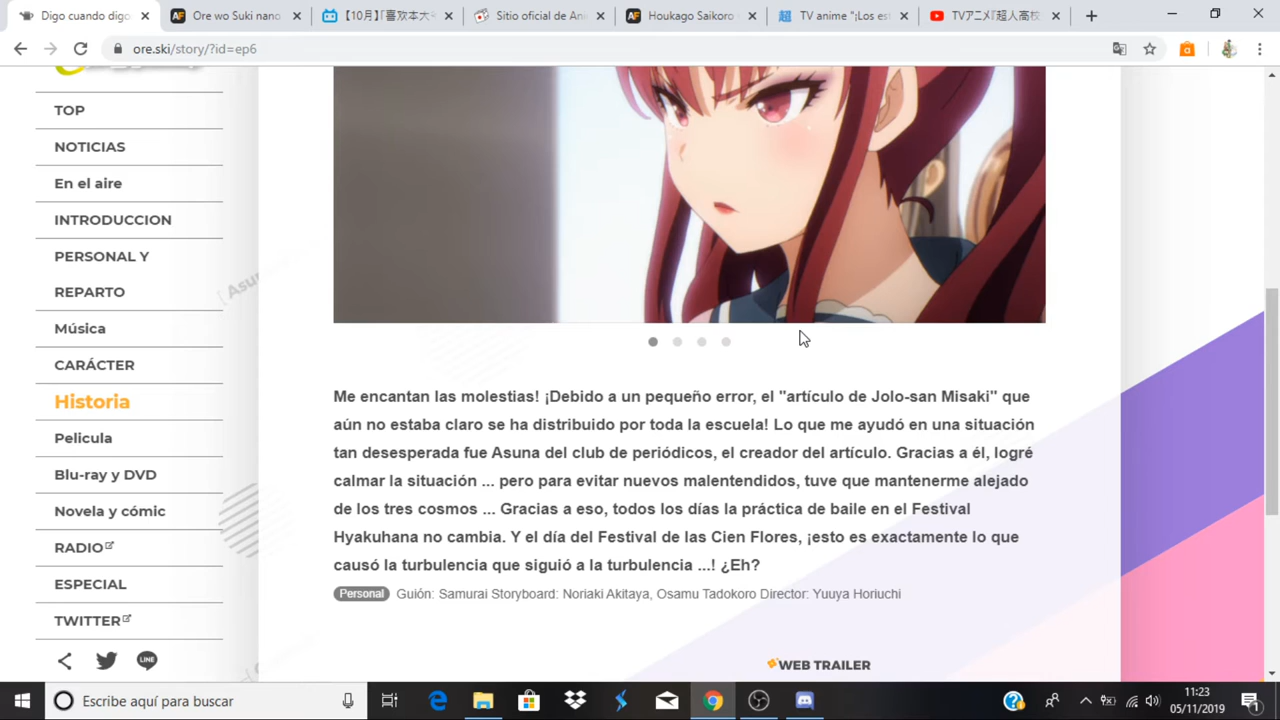 Digo cuando digo
Ore wo Suki nano
【10月】『喜欢本大
Sitio oficial de Ani
Houkago Saikoro
TV anime "¡Los est
TVアニメ『超人高校
ore.ski/story/?id=ep6
TOP
NOTICIAS
En el aire
INTRODUCCION
PERSONAL Y
REPARTO
Música
CARÁCTER
Historia
Pelicula
Blu-ray y DVD
Novela y cómic
RADIO
ESPECIAL
TWITTER
LINE
Me encantan las molestias! ¡Debido a un pequeño error, el "artículo de Jolo-san Misaki" que
aún no estaba claro se ha distribuido por toda la escuela! Lo que me ayudó en una situación
tan desesperada fue Asuna del club de periódicos, el creador del artículo. Gracias a él, logré
calmar la situación ... pero para evitar nuevos malentendidos, tuve que mantenerme alejado
de los tres cosmos ... Gracias a eso, todos los días la práctica de baile en el Festival
Hyakuhana no cambia. Y el día del Festival de las Cien Flores, ¡esto es exactamente lo que
causó la turbulencia que siguió a la turbulencia ...! ¿Eh?
Personal Guión: Samurai Storyboard: Noriaki Akitaya, Osamu Tadokoro Director: Yuuya Horiuchi
WEB TRAILER
Escribe aquí para buscar
11:23
05/11/2019
1